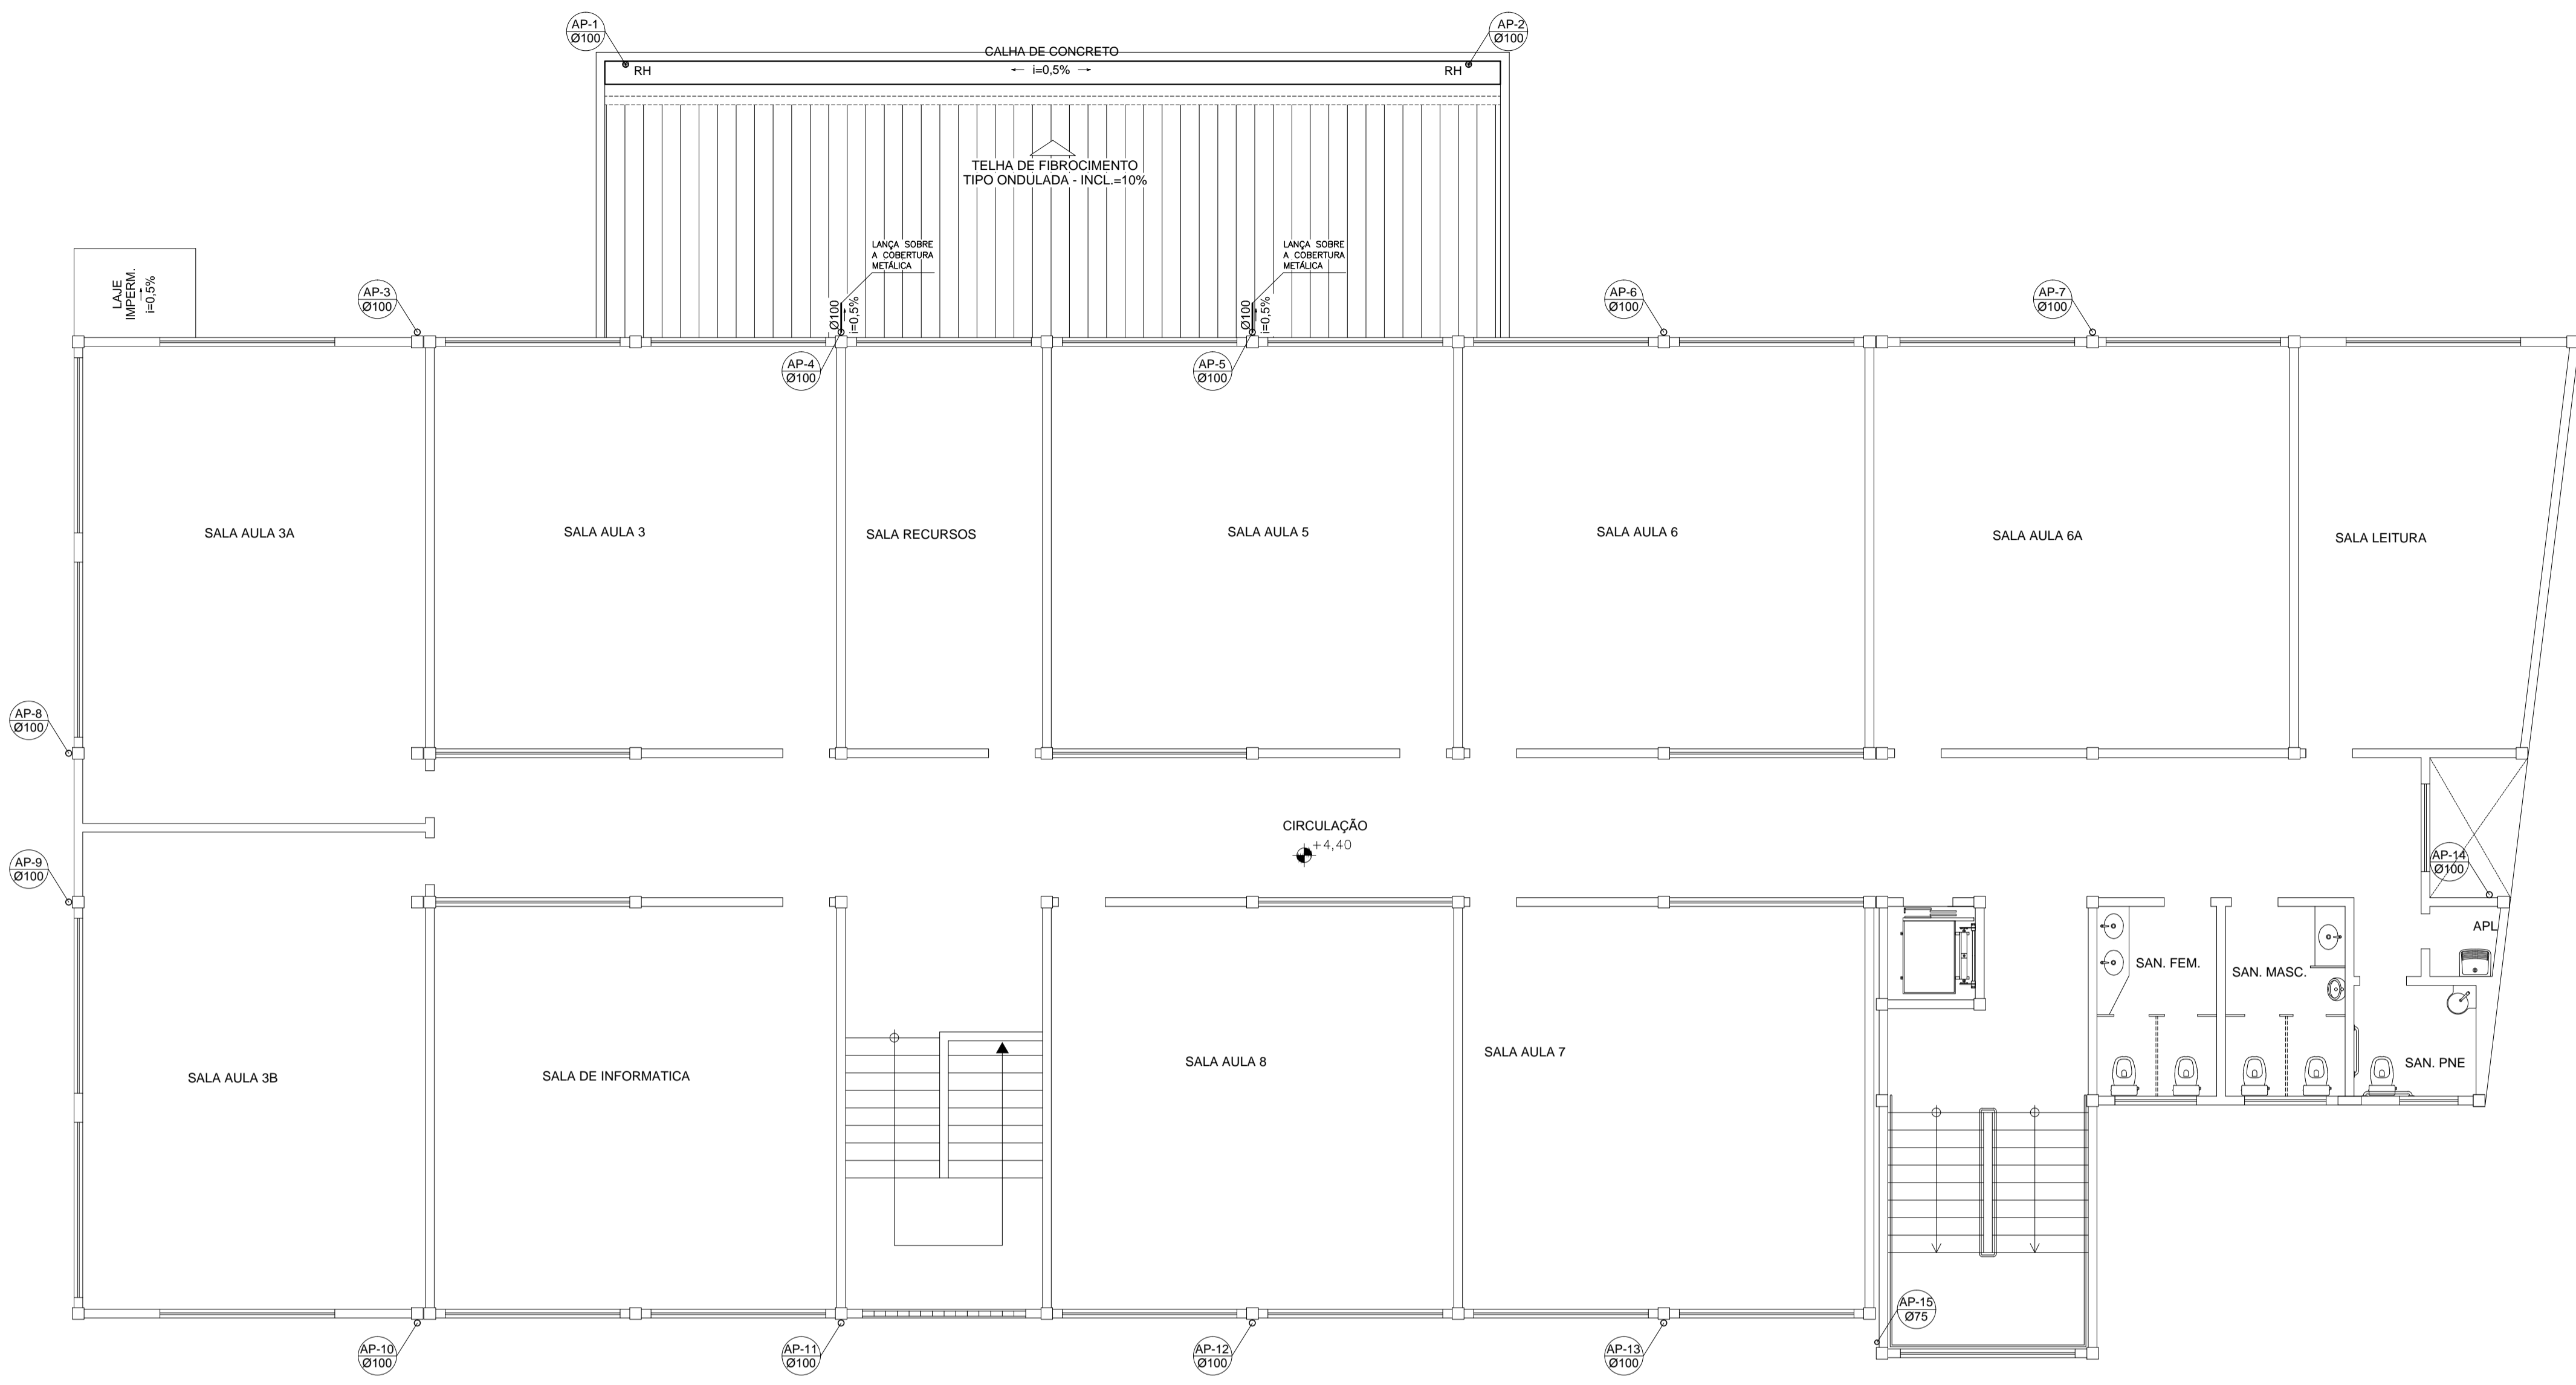 AP-1
Ø100
AP-2
Ø100
CALHA DE CONCRETO
RH
i=0,5%
RH
TELHA DE FIBROCIMENTO
TIPO ONDULADA - INCL.=10%
LANÇA SOBRE
A COBERTURA
METÁLICA
LANÇA SOBRE
A COBERTURA
METÁLICA
LAJE
IMPERM.
i=0,5%
AP-3
Ø100
Ø100
i=0,5%
Ø100
i=0,5%
AP-6
Ø100
AP-7
Ø100
AP-4
Ø100
AP-5
Ø100
SALA AULA 3A
SALA AULA 3
SALA RECURSOS
SALA AULA 5
SALA AULA 6
SALA AULA 6A
SALA LEITURA
AP-8
Ø100
CIRCULAÇÃO
+4,40
AP-9
Ø100
AP-14
Ø100
APL
SAN. FEM.
SAN. MASC.
SAN. PNE
SALA AULA 3B
SALA DE INFORMATICA
SALA AULA 8
SALA AULA 7
AP-15
Ø75
AP-10
Ø100
AP-11
Ø100
AP-12
Ø100
AP-13
Ø100